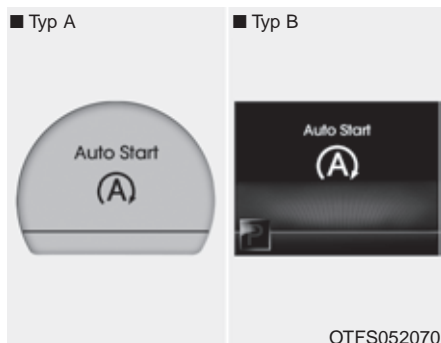 ■ Typ A
■ Typ B
Auto Start
(A)
Auto Start
(A)
P
OTFS052070